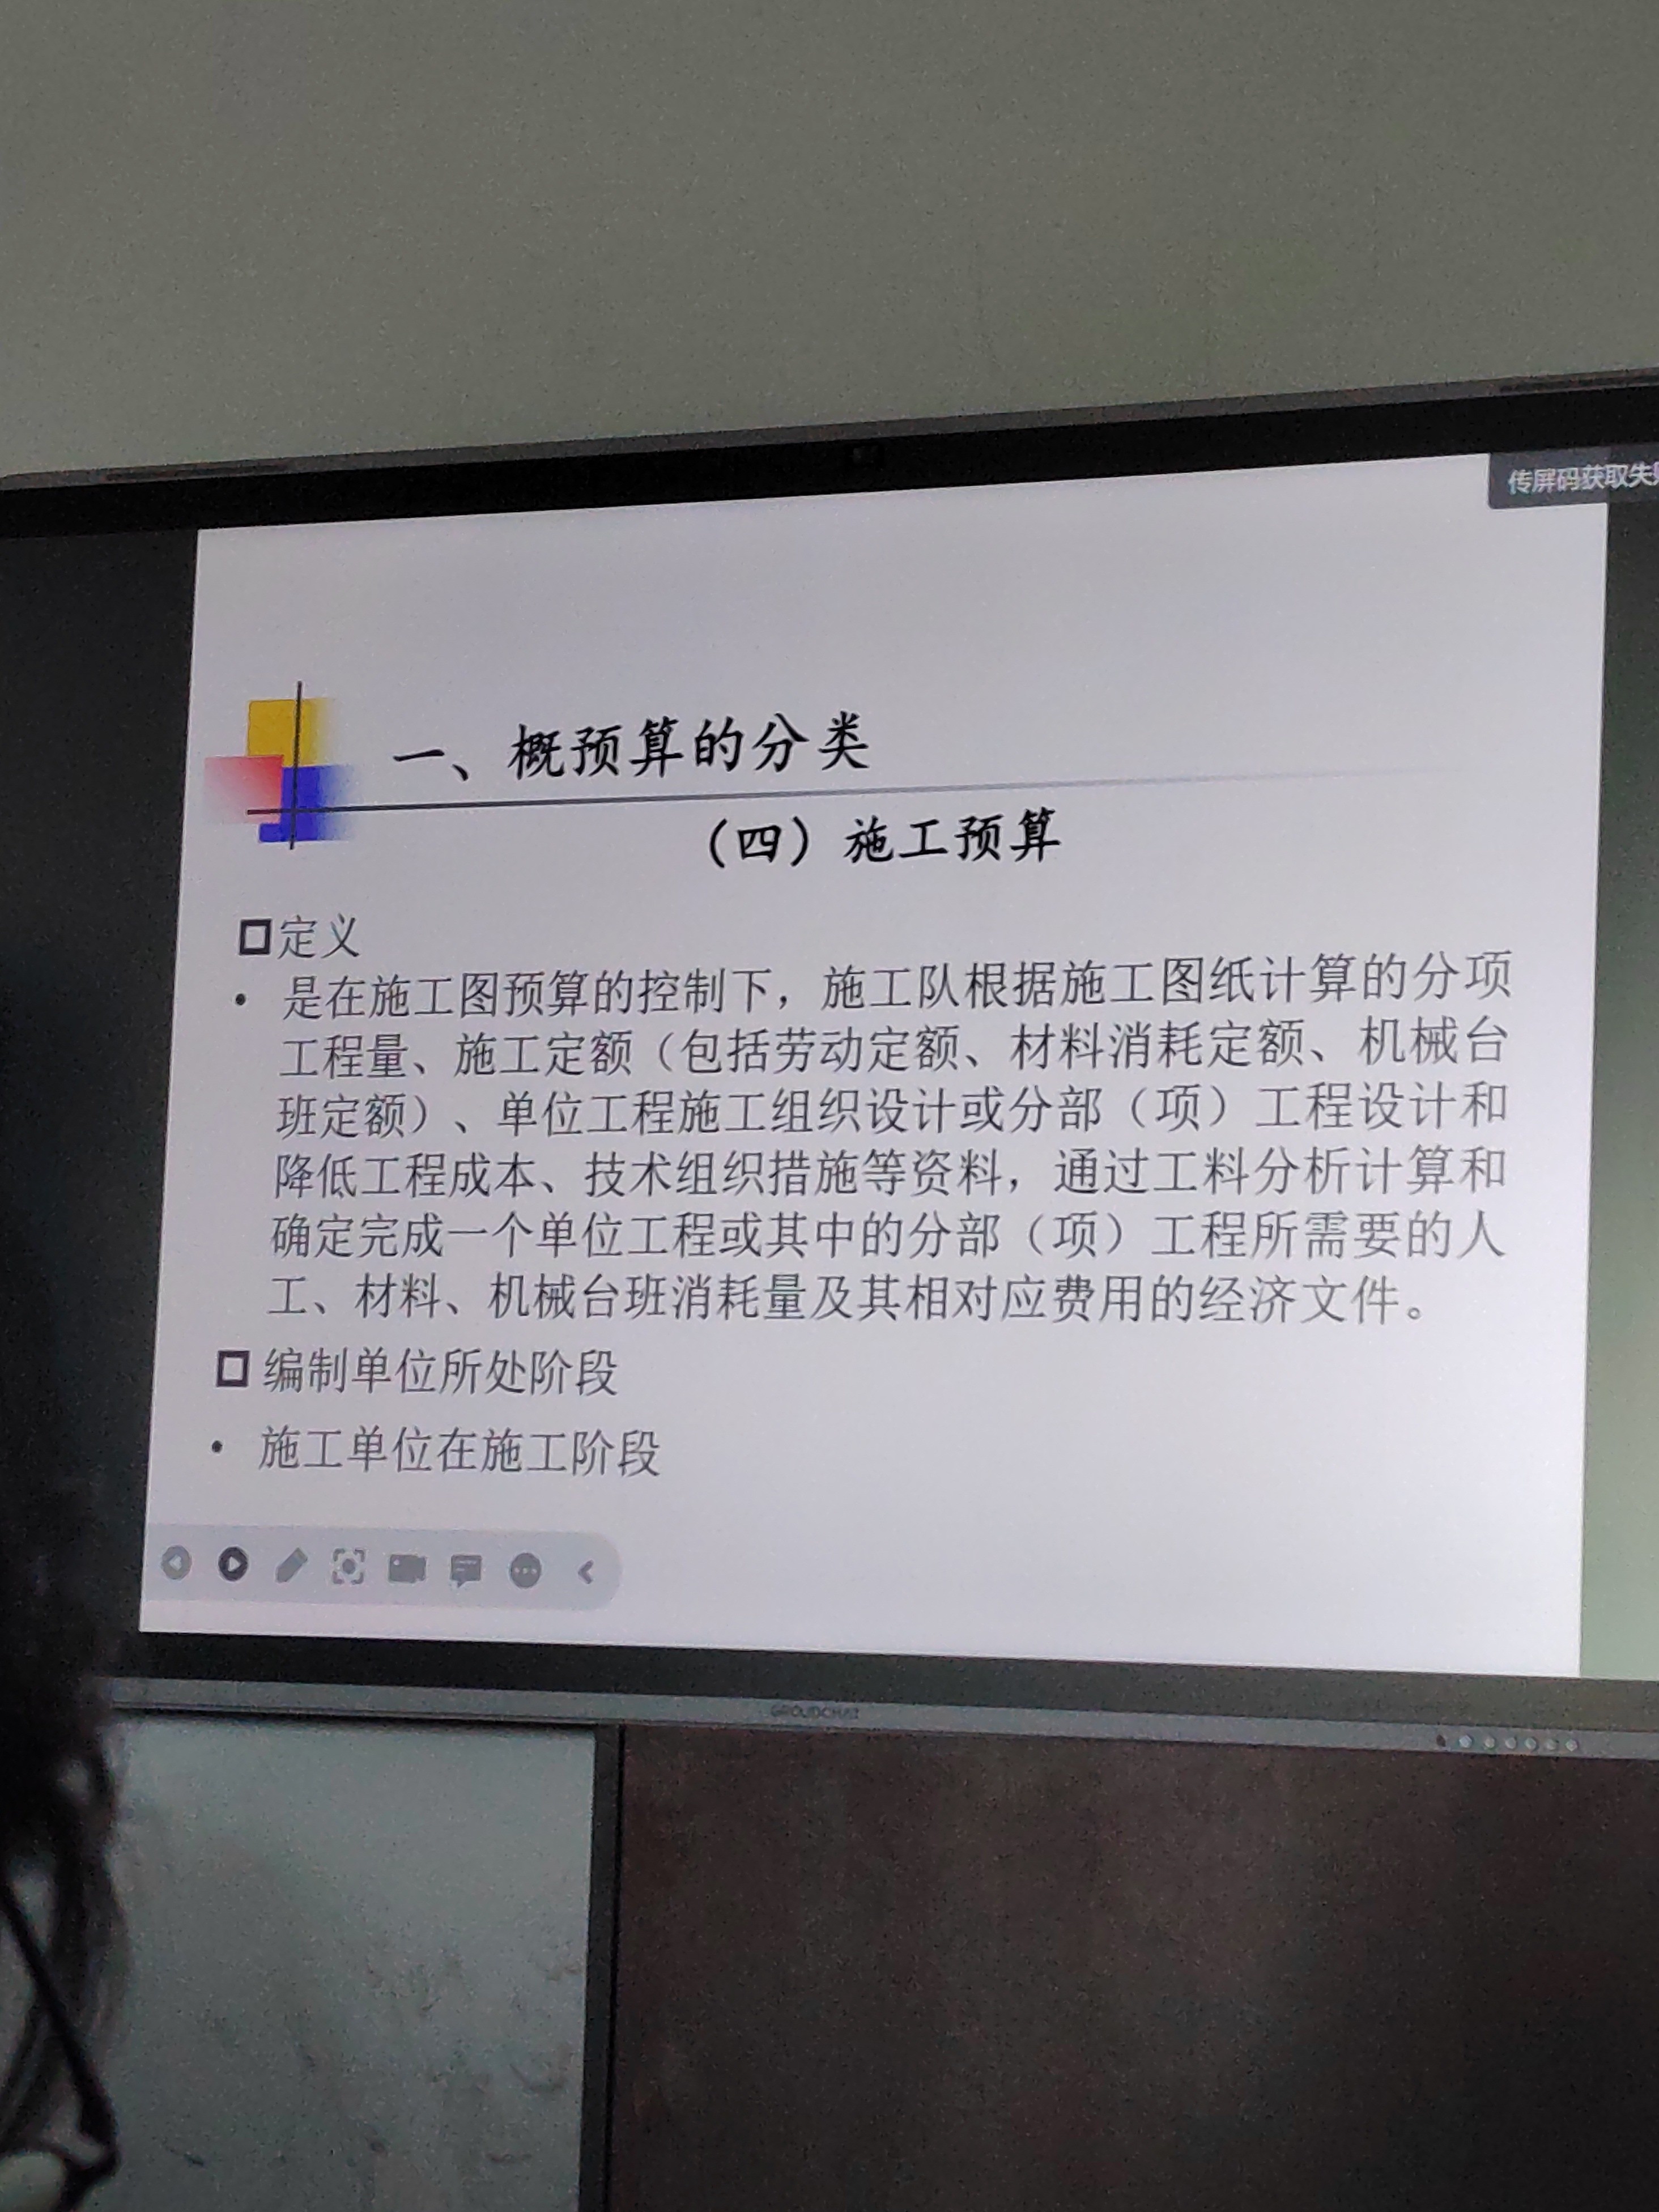 传屏码获取失
一、概预算的分类
（四）施工预算
定义
• 是在施工图预算的控制下，施工队根据施工图纸计算的分项
工程量、施工定额（包括劳动定额、材料消耗定额、机械台
班定额）、单位工程施工组织设计或分部（项）工程设计和
降低工程成本、技术组织措施等资料，通过工料分析计算和
确定完成一个单位工程或其中的分部（项）工程所需要的人
工、材料、机械台班消耗量及其相对应费用的经济文件。
编制单位所处阶段
• 施工单位在施工阶段